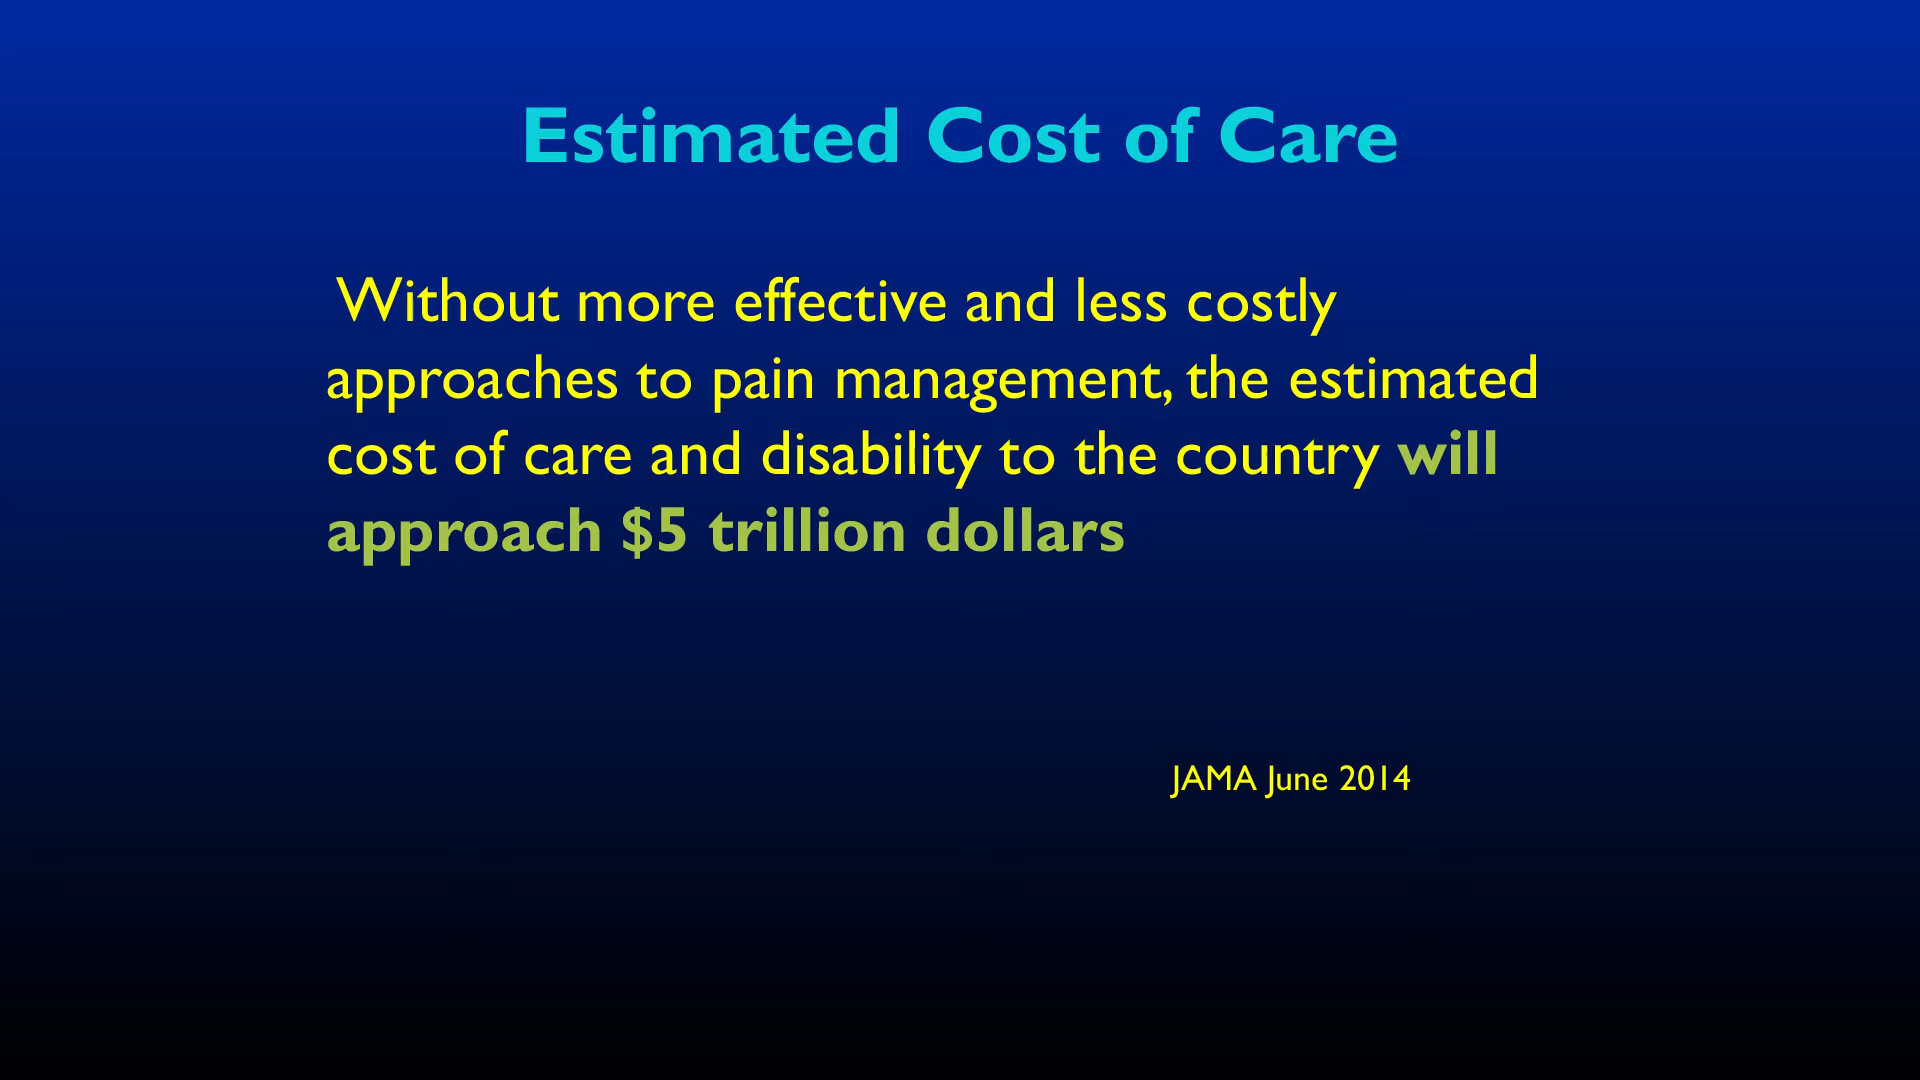 Estimated Cost of Care
Without more effective and less costly
approaches to pain management, the estimated
cost of care and disability to the country will
approach $5 trillion dollars
JAMA June 2014